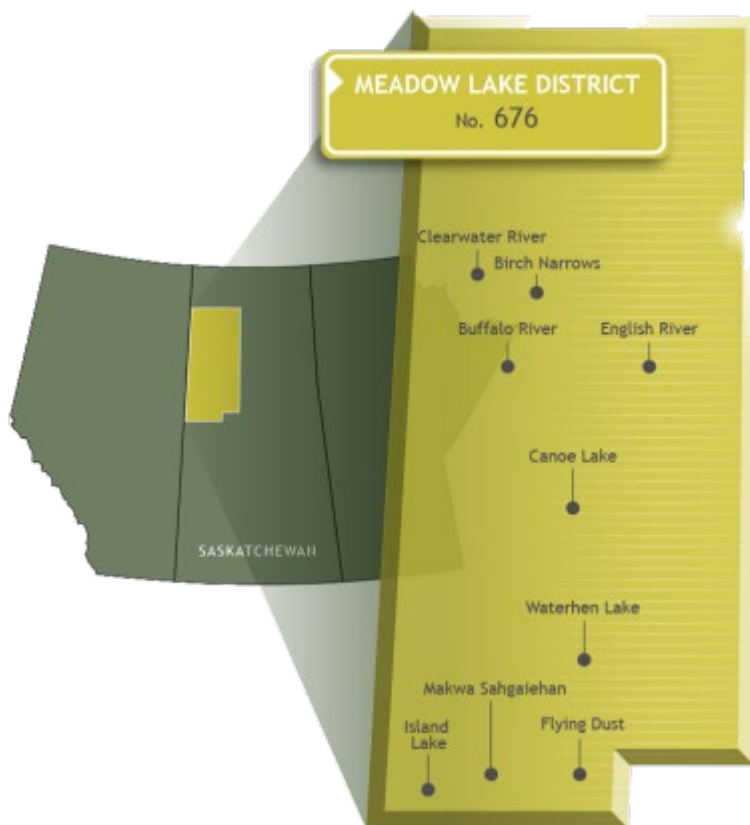 MEADOW LAKE DISTRICT
No. 676
Clearwater River
Birch Narrows
Buffalo River
English River
Canoe Lake
SASKATCHEWAN
Waterhen Lake
Makwa Sahgaiehan
Island
Lake
Flying Dust